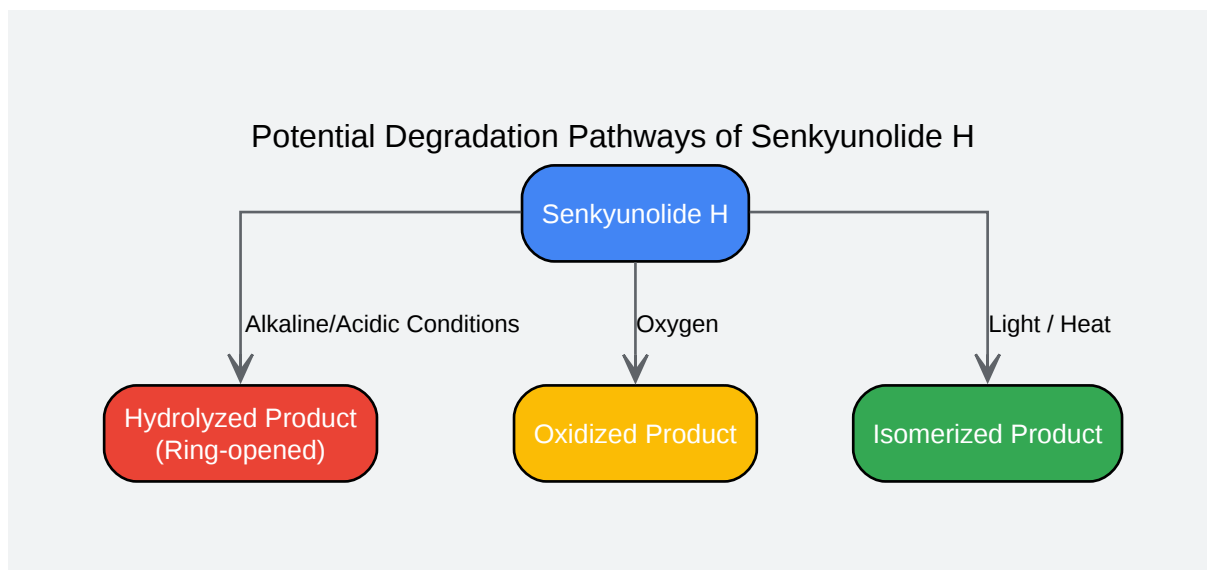 Potential Degradation Pathways of Senkyunolide H
Senkyunolide H
Alkaline/Acidic Conditions
Oxygen
Light / Heat
Hydrolyzed Product
(Ring-opened)
Oxidized Product
Isomerized Product